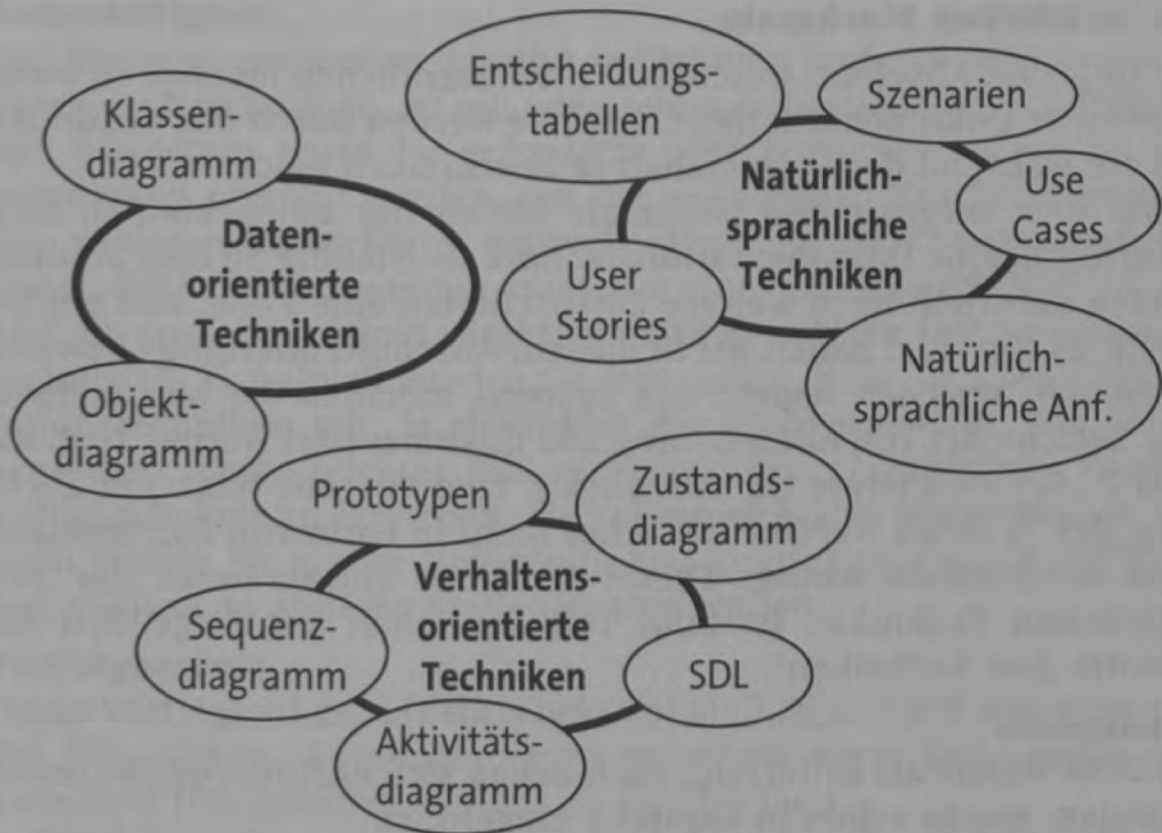 Klassen-
diagramm
Daten-
orientierte
Techniken
Objekt-
diagramm
Entscheidungs-
tabellen
Szenarien
Natürlich-
sprachliche
Techniken
Use
Cases
User
Stories
Natürlich-
sprachliche Anf.
Prototypen
Zustands-
diagramm
Verhaltens-
orientierte
Techniken
Sequenz-
diagramm
SDL
Aktivitäts-
diagramm